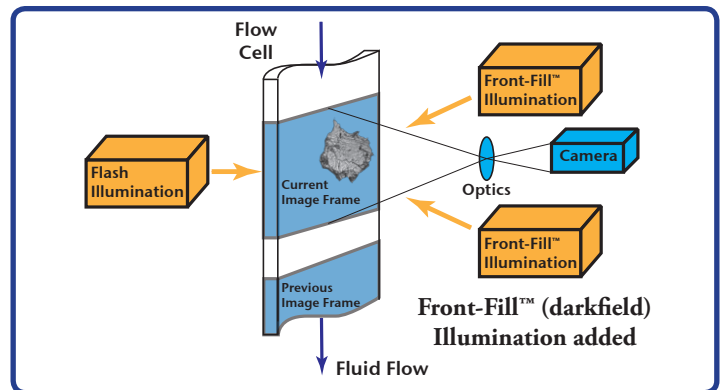 Flow
Cell
Front-Fill™
Illumination
Flash
Illumination
Current
Image Frame
Optics
Camera
Front-Fill™
Illumination
Previous
Image Frame
Front-Fill™ (darkfield)
Illumination added
Fluid Flow